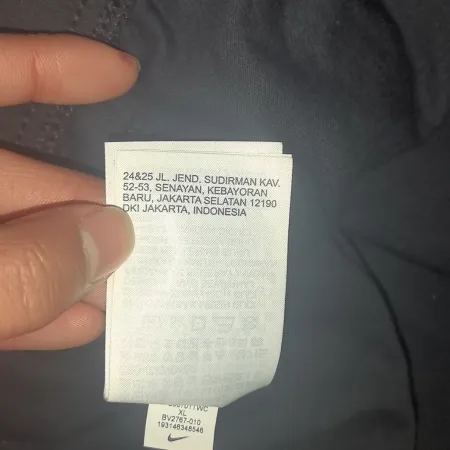 24&25 JL. JEND. SUDIRMAN KAV.
52-53, SENAYAN, KEBAYORAN
BARU, JAKARTA SELATAN 12190
DKI JAKARTA, INDONESIA
XL
BV2767-010
193146348546